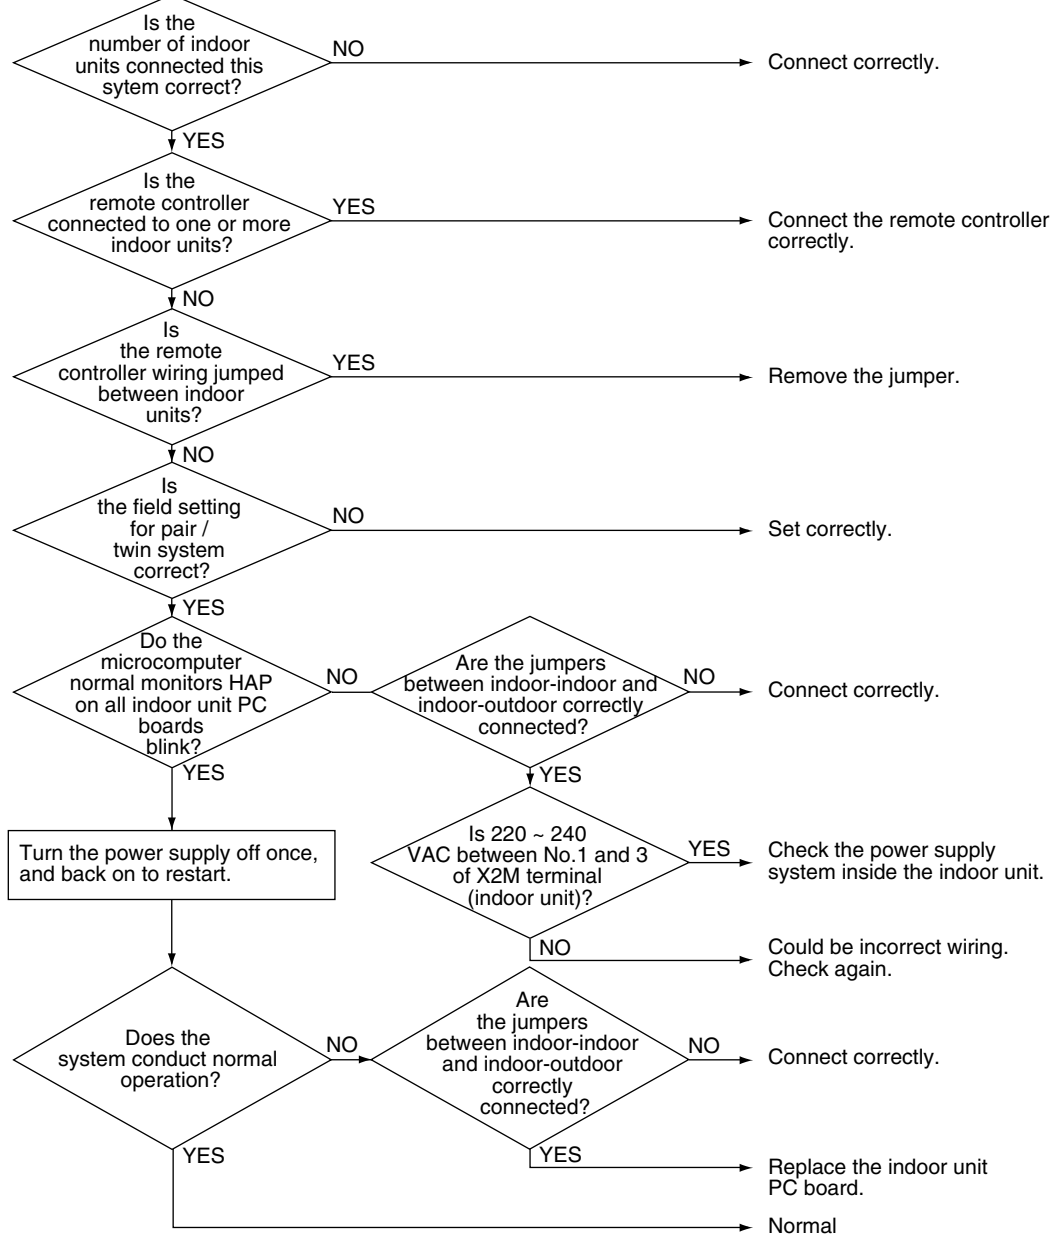 Is the
number of indoor
units connected this
sytem correct?
NO
Connect correctly.
YES
Is the
remote controller
connected to one or more
indoor units?
YES
Connect the remote controller
correctly.
NO
Is
the remote
controller wiring jumped
between indoor
units?
YES
Remove the jumper.
NO
Is
the field setting
for pair /
twin system
correct?
NO
Set correctly.
YES
Do the
microcomputer
normal monitors HAP
on all indoor unit PC
boards
blink?
NO
Are the jumpers
between indoor-indoor and
indoor-outdoor correctly
connected?
NO
Connect correctly.
YES
YES
Turn the power supply off once,
and back on to restart.
Is 220 ~ 240
VAC between No.1 and 3
of X2M terminal
(indoor unit)?
YES
Check the power supply
system inside the indoor unit.
NO
Could be incorrect wiring.
Check again.
Does the
system conduct normal
operation?
NO
Are
the jumpers
between indoor-indoor
and indoor-outdoor
correctly
connected?
NO
Connect correctly.
YES
YES
Replace the indoor unit
PC board.
Normal